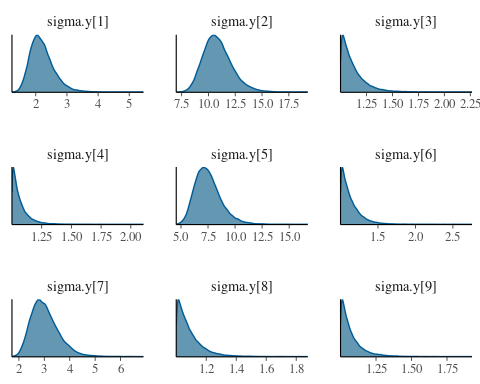 sigma.y[1] sigma.y[2] sigma.y[3]
2 3 4 5 7.5 10.0 12.5 15.0 17.5 1.25 1.50 1.75 2.00 2.25
sigma.y[4] sigma.y[5] sigma.y[6]
1.25 1.50 1.75 2.00 5.0 7.5 10.0 12.5 15.0 1.5 2.0 2.5
sigma.y[7] sigma.y[8] sigma.y[9]
2 3 4 5 6 1.2 1.4 1.6 1.8 1.25 1.50 1.75